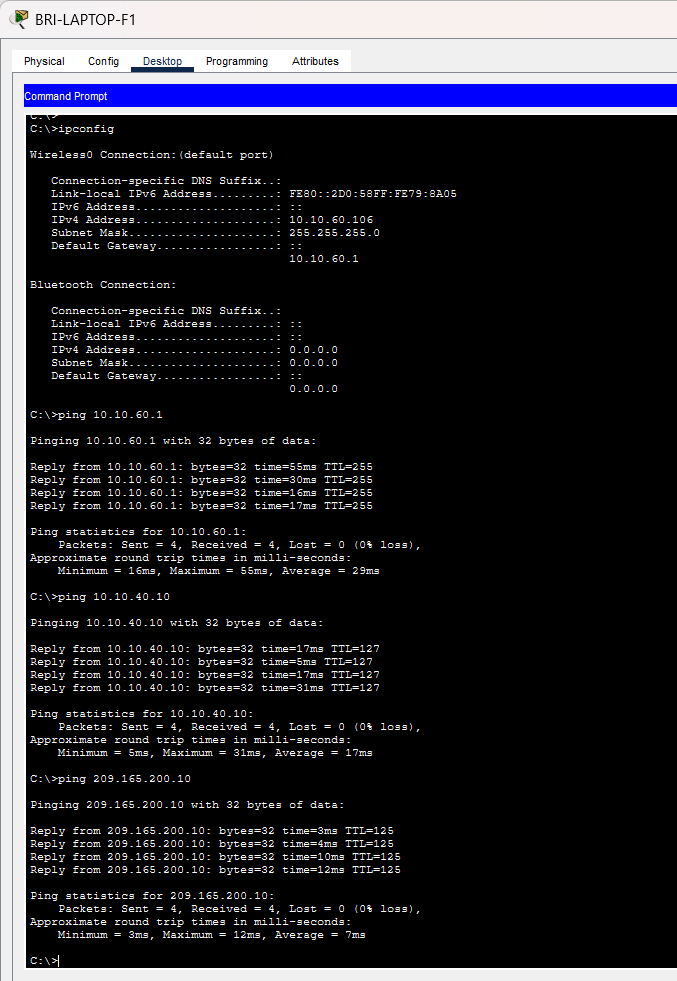 BRI-LAPTOP-F1
Physical Config Desktop Programming Attributes
Command Prompt
C:\>
C:\>ipconfig
Wireless0 Connection:(default port)
Connection-specific DNS Suffix..:
Link-local IPv6 Address.........: FE80::2D0:58FF:FE79:8A05
IPv6 Address....................: ::
IPv4 Address....................: 10.10.60.106
Subnet Mask.....................: 255.255.255.0
Default Gateway.................: ::
10.10.60.1
Bluetooth Connection:
Connection-specific DNS Suffix..:
Link-local IPv6 Address.........: ::
IPv6 Address....................: ::
IPv4 Address....................: 0.0.0.0
Subnet Mask.....................: 0.0.0.0
Default Gateway.................: ::
0.0.0.0
C:\>ping 10.10.60.1
Pinging 10.10.60.1 with 32 bytes of data:
Reply from 10.10.60.1: bytes=32 time=55ms TTL=255
Reply from 10.10.60.1: bytes=32 time=30ms TTL=255
Reply from 10.10.60.1: bytes=32 time=16ms TTL=255
Reply from 10.10.60.1: bytes=32 time=17ms TTL=255
Ping statistics for 10.10.60.1:
Packets: Sent = 4, Received = 4, Lost = 0 (0% loss),
Approximate round trip times in milli-seconds:
Minimum = 16ms, Maximum = 55ms, Average = 29ms
C:\>ping 10.10.40.10
Pinging 10.10.40.10 with 32 bytes of data:
Reply from 10.10.40.10: bytes=32 time=17ms TTL=127
Reply from 10.10.40.10: bytes=32 time=5ms TTL=127
Reply from 10.10.40.10: bytes=32 time=17ms TTL=127
Reply from 10.10.40.10: bytes=32 time=31ms TTL=127
Ping statistics for 10.10.40.10:
Packets: Sent = 4, Received = 4, Lost = 0 (0% loss),
Approximate round trip times in milli-seconds:
Minimum = 5ms, Maximum = 31ms, Average = 17ms
C:\>ping 209.165.200.10
Pinging 209.165.200.10 with 32 bytes of data:
Reply from 209.165.200.10: bytes=32 time=3ms TTL=125
Reply from 209.165.200.10: bytes=32 time=4ms TTL=125
Reply from 209.165.200.10: bytes=32 time=10ms TTL=125
Reply from 209.165.200.10: bytes=32 time=12ms TTL=125
Ping statistics for 209.165.200.10:
Packets: Sent = 4, Received = 4, Lost = 0 (0% loss),
Approximate round trip times in milli-seconds:
Minimum = 3ms, Maximum = 12ms, Average = 7ms
C:\>